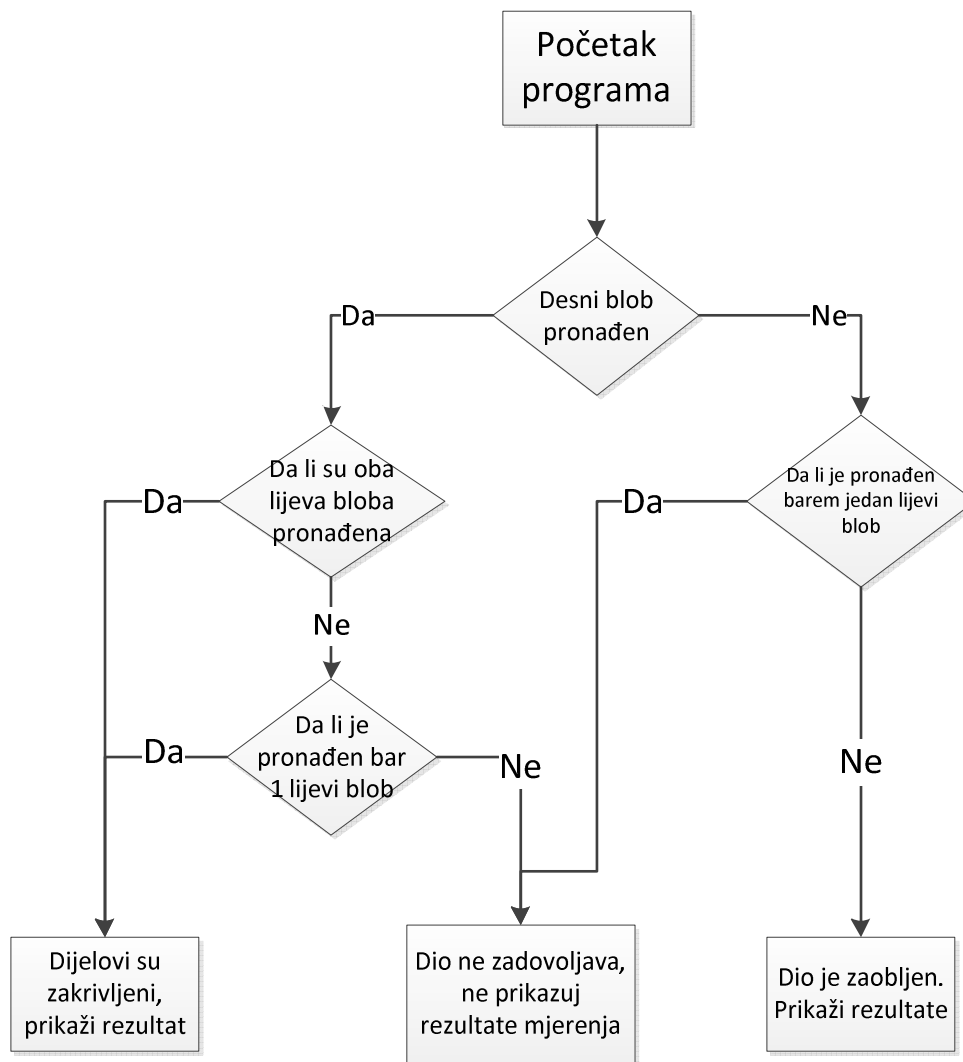 Početak
programa
Desni blob
pronađen
Da
Ne
Da li su oba
lijeva bloba
pronađena
Da li je pronađen
barem jedan lijevi
blob
Da
Da
Ne
Da li je
pronađen bar
1 lijevi blob
Da
Ne
Ne
Dijelovi su
zakrivljeni,
prikaži rezultat
Dio ne zadovoljava,
ne prikazuj
rezultate mjerenja
Dio je zaobljen.
Prikaži rezultate